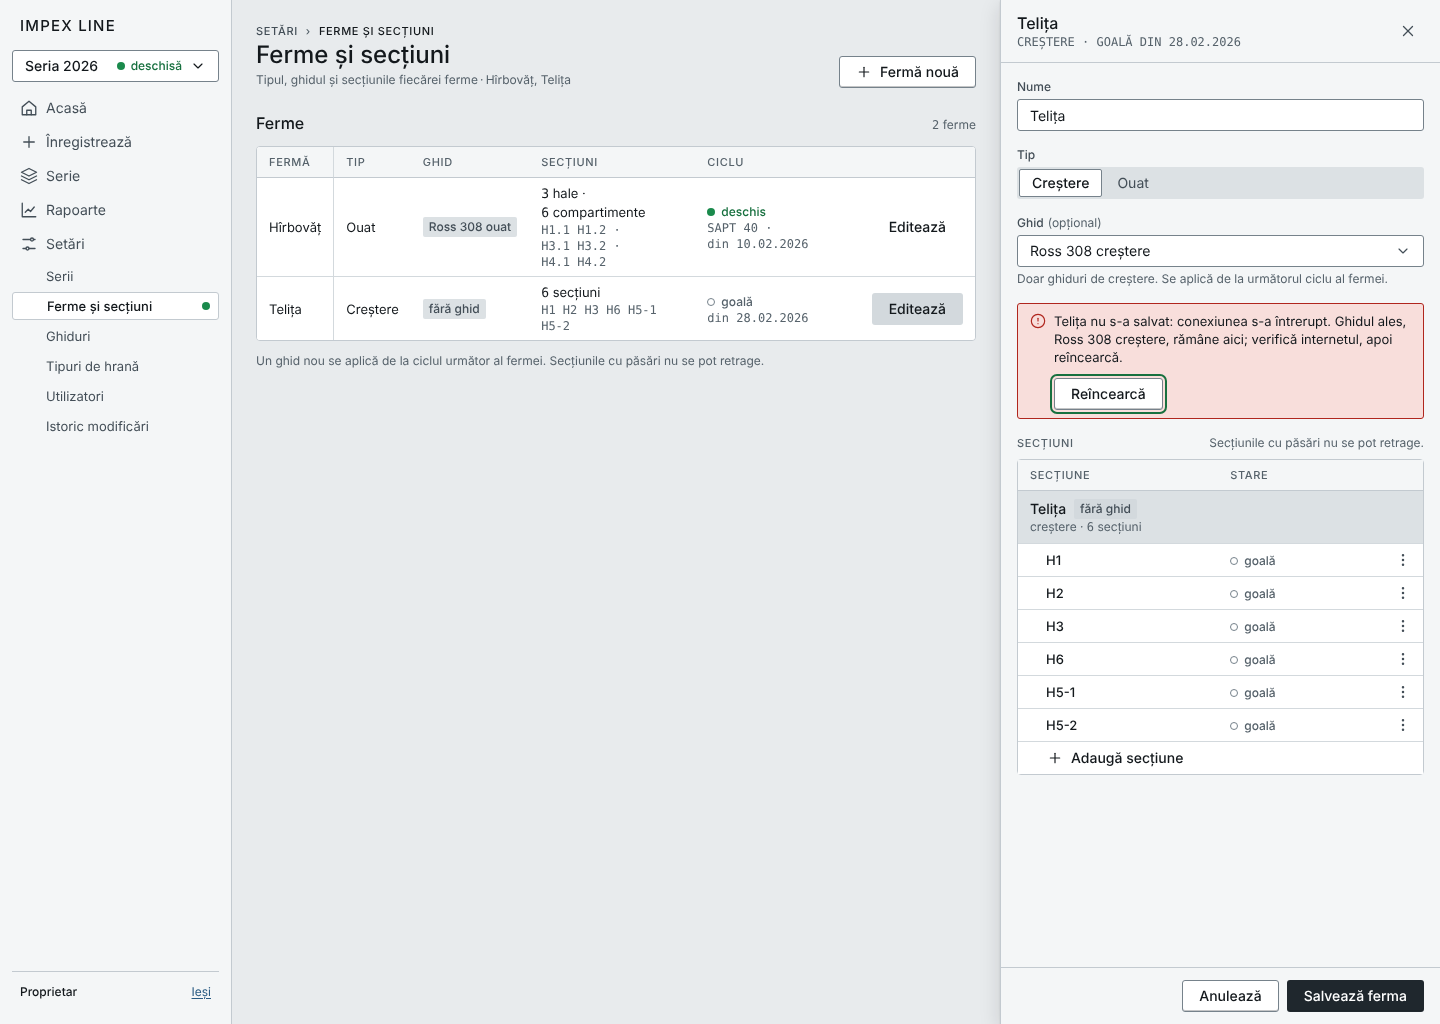 IMPEX LINE
Seria 2026 deschisă
Acasă
Înregistrează
Serie
Rapoarte
Setări
Serii
Ferme și secțiuni
Ghiduri
Tipuri de hrană
Utilizatori
Istoric modificări
Proprietar Ieși
SETĂRI › FERME ȘI SECȚIUNI
Ferme și secțiuni
Tipul, ghidul și secțiunile fiecărei ferme · Hîrbovăț, Telița
Fermă nouă
Ferme 2 ferme
FERMĂ TIP GHID SECȚIUNI CICLU
Hîrbovăț Ouat Ross 308 ouat
3 hale ·
6 compartimente
H1.1 H1.2 ·
H3.1 H3.2 ·
H4.1 H4.2
deschis
SAPT 40 ·
din 10.02.2026
Editează
Telița Creștere fără ghid
6 secțiuni
H1 H2 H3 H6 H5-1
H5-2
goală
din 28.02.2026
Editează
Un ghid nou se aplică de la ciclul următor al fermei. Secțiunile cu păsări nu se pot retrage.
Telița
CREȘTERE · GOALĂ DIN 28.02.2026
Nume
Telița
Tip
Creștere Ouat
Ghid (opțional)
Ross 308 creștere
Doar ghiduri de creștere. Se aplică de la următorul ciclu al fermei.
Telița nu s-a salvat: conexiunea s-a întrerupt. Ghidul ales,
Ross 308 creștere, rămâne aici; verifică internetul, apoi
reîncearcă.
Reîncearcă
SECȚIUNI Secțiunile cu păsări nu se pot retrage.
SECȚIUNE STARE
Telița fără ghid
creștere · 6 secțiuni
H1 goală
H2 goală
H3 goală
H6 goală
H5-1 goală
H5-2 goală
Adaugă secțiune
Anulează Salvează ferma